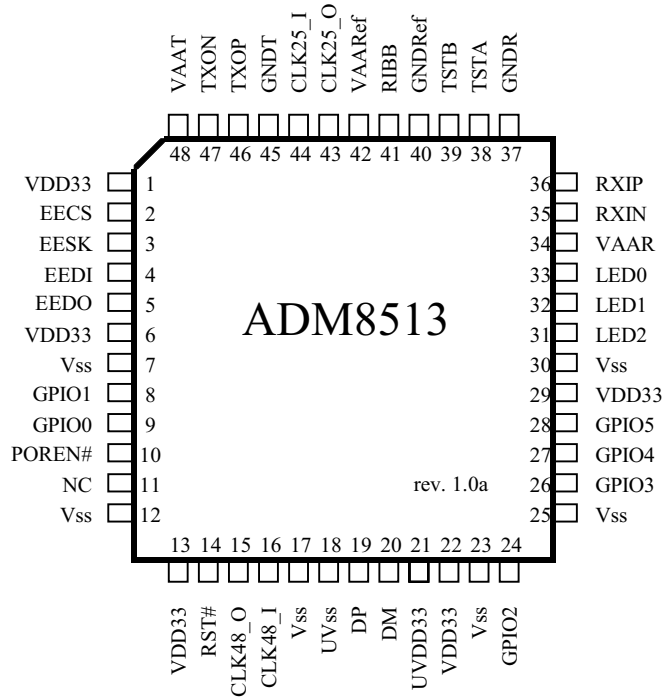 VAAT TXON TXOP GNDT CLK25_I CLK25_O VAARef RIBB GNDRef TSTB TSTA GNDR
48 47 46 45 44 43 42 41 40 39 38 37
VDD33 1 36 RXIP
EECS 2 35 RXIN
EESK 3 34 VAAR
EEDI 4 33 LED0
EEDO 5 32 LED1
VDD33 6 31 LED2
Vss 7 30 Vss
GPIO1 8 29 VDD33
GPIO0 9 28 GPIO5
POREN# 10 27 GPIO4
NC 11 26 GPIO3
Vss 12 25 Vss
ADM8513
rev. 1.0a
13 14 15 16 17 18 19 20 21 22 23 24
VDD33 RST# CLK48_O CLK48_I Vss UVss DP DM UVDD33 VDD33 Vss GPIO2